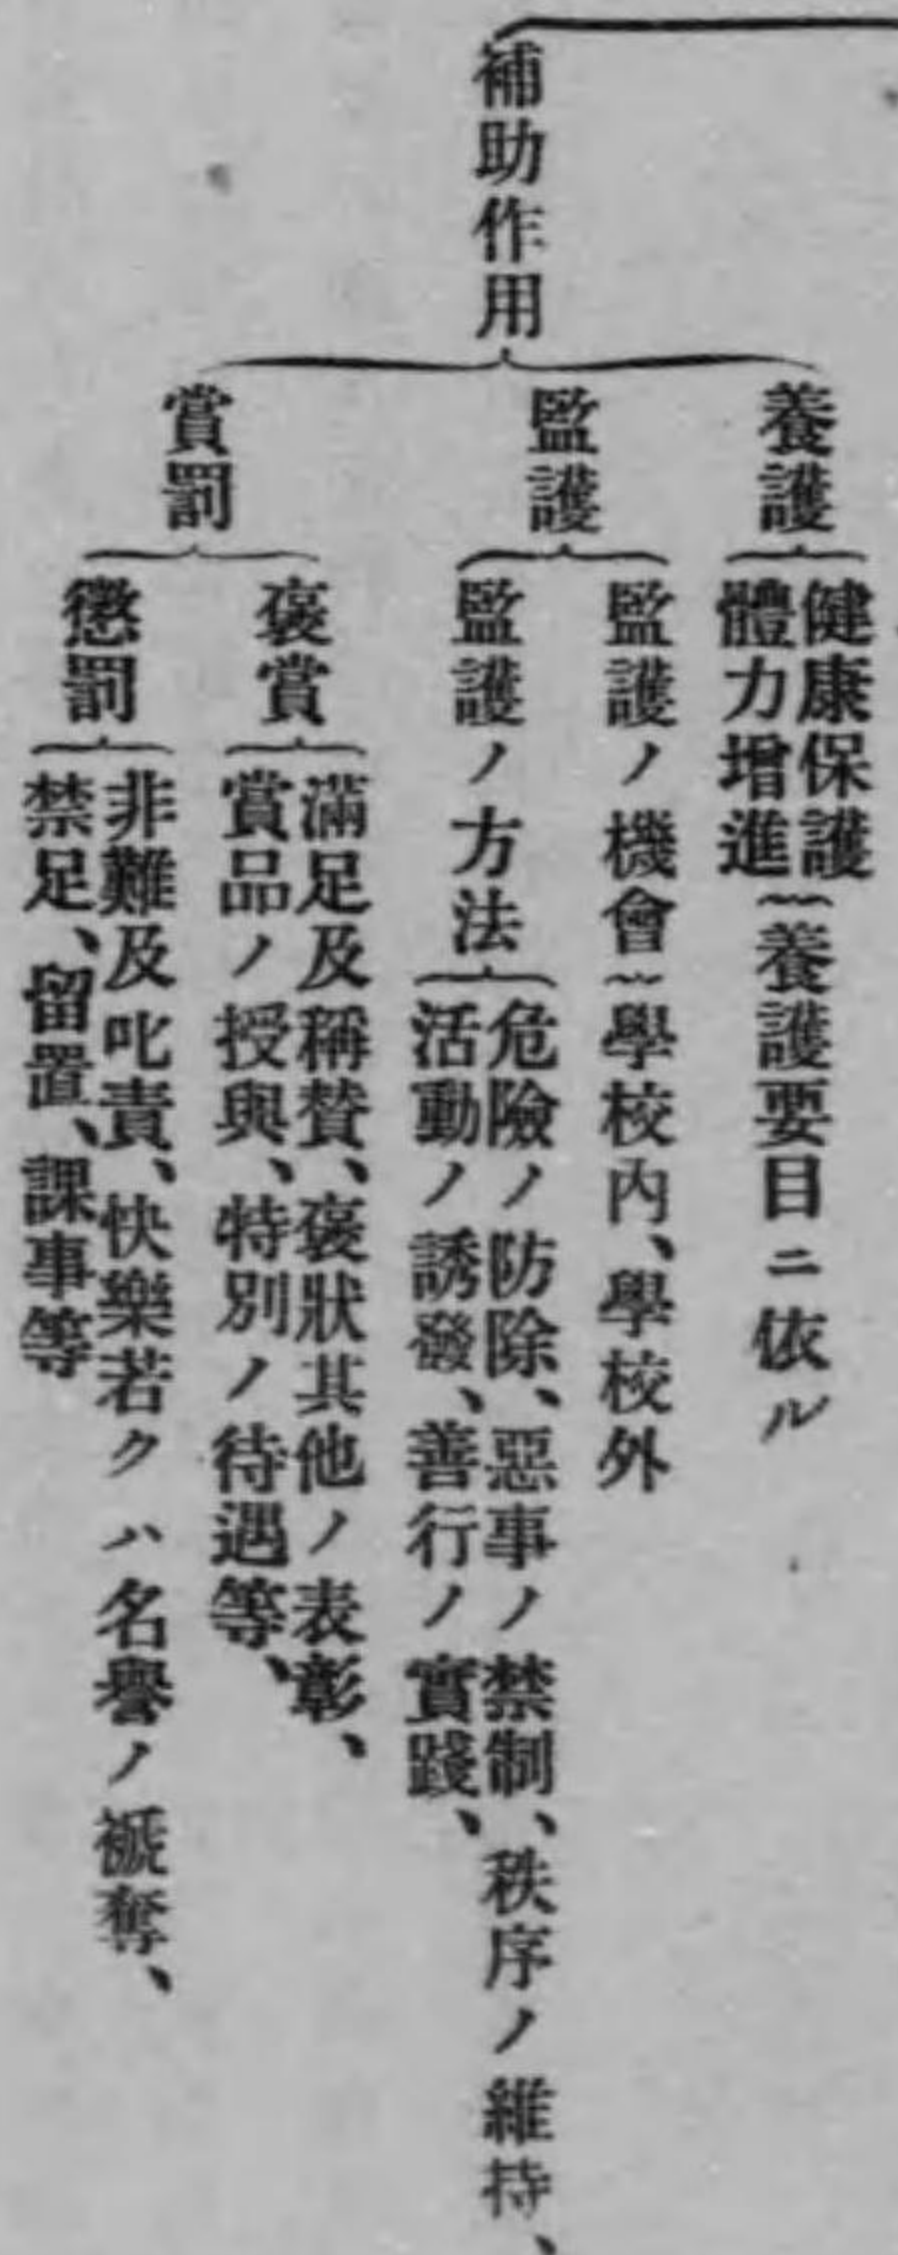 補助作用
養護
健康保護
體力增進
養護要目ニ依ル
監護
監護ノ機會
學校內、學校外
監護ノ方法
危險ノ防除、惡事ノ禁制、秩序ノ維持、
活動ノ誘發、善行ノ實踐、
賞罰
褒賞
滿足及稱賛、褒狀其他ノ表彰、
賞品ノ授與、特別ノ待遇等、
懲罰
非難及叱責、快樂若クハ名譽ノ褫奪、
禁足、留置、課事等